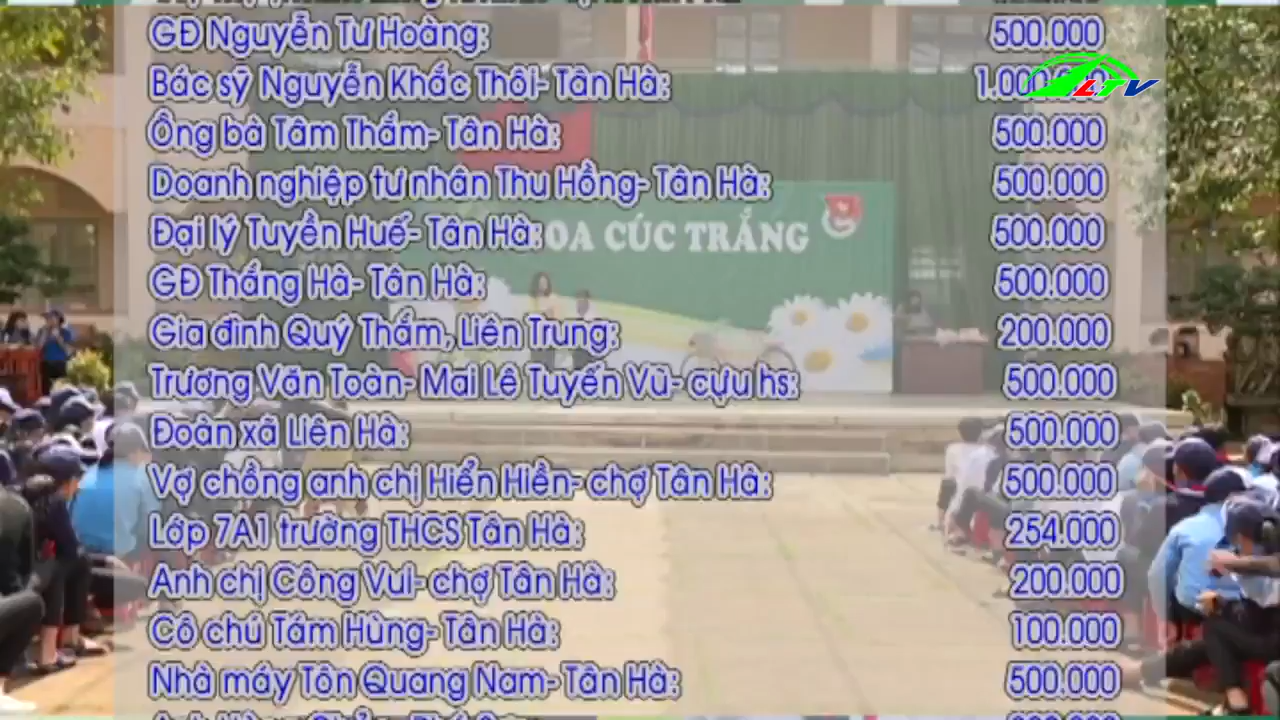 GĐ Nguyễn Tư Hoàng: 500.000
Bác sỹ Nguyễn Khắc Thôi- Tân Hà:
LTV
Ông bà Tâm Thắm- Tân Hà: 500.000
Doanh nghiệp tư nhân Thu Hồng- Tân Hà: 500.000
Đại lý Tuyền Huế- Tân Hà: 500.000
CÚC TRẮNG
GĐ Thắng Hà- Tân Hà: 500.000
Gia đình Quý Thắm, Liên Trung: 200.000
Trương Văn Toàn- Mai Lê Tuyến Vũ- cựu hs: 500.000
Đoàn xã Liên Hà: 500.000
Vợ chồng anh chị Hiển Hiền- chợ Tân Hà: 500.000
Lớp 7A1 trường THCS Tân Hà: 254.000
Anh chị Công Vui- chợ Tân Hà: 200.000
Cô chú Tám Hùng- Tân Hà: 100.000
Nhà máy Tôn Quang Nam- Tân Hà: 500.000